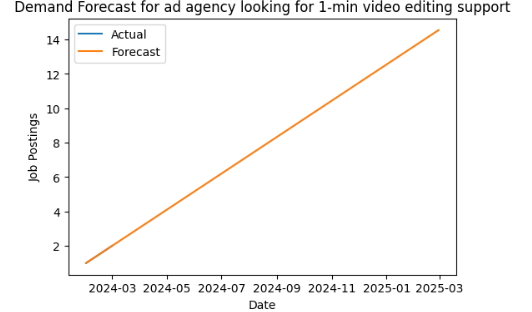 Demand Forecast for ad agency looking for 1-min video editing support
Actual
Forecast
14
12
10
8
6
4
2
Job Postings
2024-03 2024-05 2024-07 2024-09 2024-11 2025-01 2025-03
Date